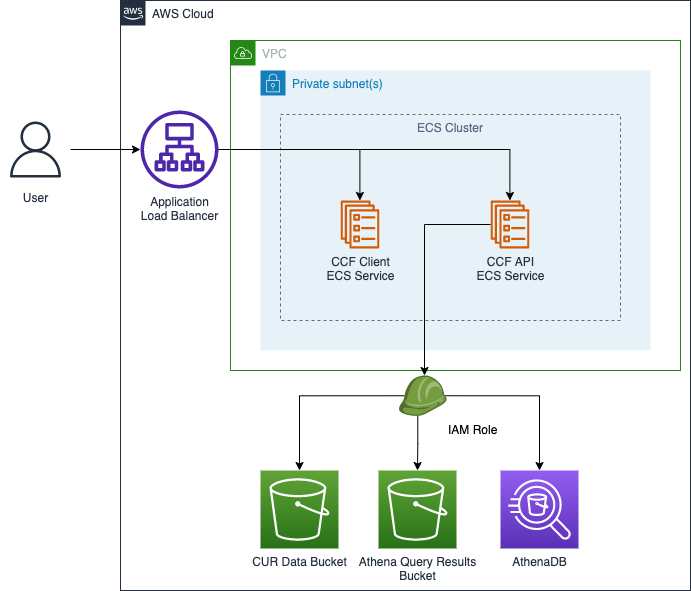 aws
AWS Cloud
VPC
Private subnet(s)
ECS Cluster
User
Application
Load Balancer
CCF Client
ECS Service
CCF API
ECS Service
IAM Role
CUR Data Bucket
Athena Query Results
Bucket
AthenaDB